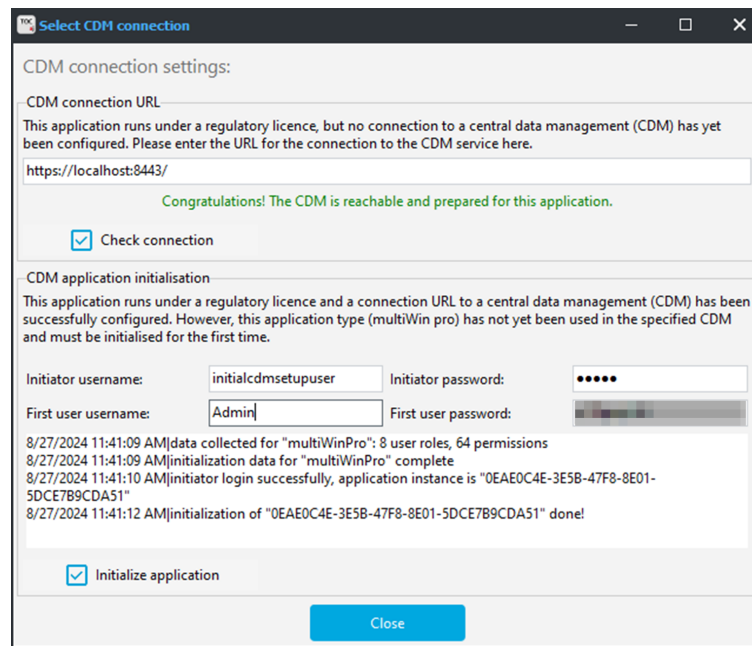 TOC
Select CDM connection
CDM connection settings:
CDM connection URL
This application runs under a regulatory licence, but no connection to a central data management (CDM) has yet
been configured. Please enter the URL for the connection to the CDM service here.
https://localhost:8443/
Congratulations! The CDM is reachable and prepared for this application.
Check connection
CDM application initialisation
This application runs under a regulatory licence and a connection URL to a central data management (CDM) has been
successfully configured. However, this application type (multiWin pro) has not yet been used in the specified CDM
and must be initialised for the first time.
Initiator username: initialcdmsetupuser Initiator password: •••••
First user username: Admin First user password:
8/27/2024 11:41:09 AM|data collected for "multiWinPro": 8 user roles, 64 permissions
8/27/2024 11:41:09 AM|initialization data for "multiWinPro" complete
8/27/2024 11:41:10 AM|initiator login successfully, application instance is "0EAE0C4E-3E5B-47F8-8E01-
5DCE7B9CDA51"
8/27/2024 11:41:12 AM|initialization of "0EAE0C4E-3E5B-47F8-8E01-5DCE7B9CDA51" done!
Initialize application
Close